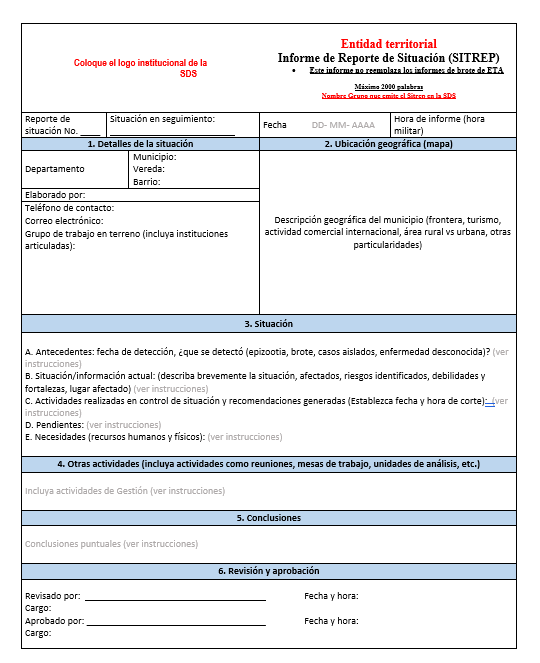 Coloque el logo institucional de la
SDS
Entidad territorial
Informe de Reporte de Situación (SITREP)
• Este informe no reemplaza los informes de brote de ETA
Máximo 2000 palabras
Nombre Grupo que emite el Sitrep en la SDS
Reporte de
situación No. ____
Situación en seguimiento:
Fecha DD- MM- AAAA
Hora de informe (hora
militar)
1. Detalles de la situación
2. Ubicación geográfica (mapa)
Departamento
Municipio:
Vereda:
Barrio:
Elaborado por:
Teléfono de contacto:
Correo electrónico:
Grupo de trabajo en terreno (incluya instituciones
articuladas):
Descripción geográfica del municipio (frontera, turismo,
actividad comercial internacional, área rural vs urbana, otras
particularidades)
3. Situación
A. Antecedentes: fecha de detección, ¿que se detectó (epizootia, brote, casos aislados, enfermedad desconocida)? (ver
instrucciones)
B. Situación/información actual: (describa brevemente la situación, afectados, riesgos identificados, debilidades y
fortalezas, lugar afectado) (ver instrucciones)
C. Actividades realizadas en control de situación y recomendaciones generadas (Establezca fecha y hora de corte): (ver
instrucciones)
D. Pendientes: (ver instrucciones)
E. Necesidades (recursos humanos y físicos): (ver instrucciones)
4. Otras actividades (incluya actividades como reuniones, mesas de trabajo, unidades de análisis, etc.)
Incluya actividades de Gestión (ver instrucciones)
5. Conclusiones
Conclusiones puntuales (ver instrucciones)
6. Revisión y aprobación
Revisado por: Fecha y hora:
Cargo:
Aprobado por: Fecha y hora:
Cargo: